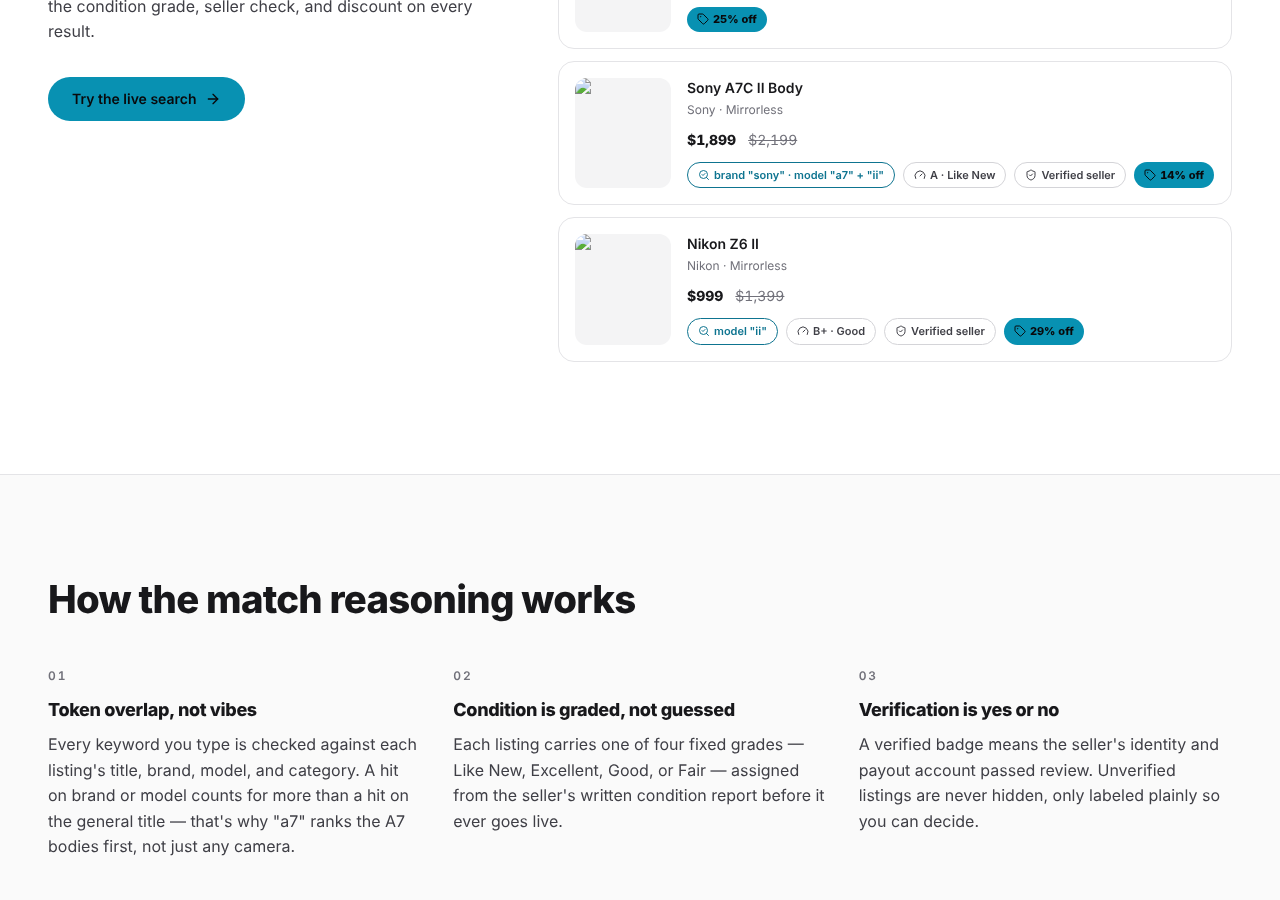 the condition grade, seller check, and discount on every
result.
Try the live search
25% off
Sony A7C II Body
Sony · Mirrorless
$1,899 $2,199
brand "sony" · model "a7" + "ii" A · Like New Verified seller 14% off
Nikon Z6 II
Nikon · Mirrorless
$999 $1,399
model "ii" B+ · Good Verified seller 29% off
How the match reasoning works
01
Token overlap, not vibes
Every keyword you type is checked against each
listing's title, brand, model, and category. A hit
on brand or model counts for more than a hit on
the general title — that's why "a7" ranks the A7
bodies first, not just any camera.
02
Condition is graded, not guessed
Each listing carries one of four fixed grades —
Like New, Excellent, Good, or Fair — assigned
from the seller's written condition report before it
ever goes live.
03
Verification is yes or no
A verified badge means the seller's identity and
payout account passed review. Unverified
listings are never hidden, only labeled plainly so
you can decide.